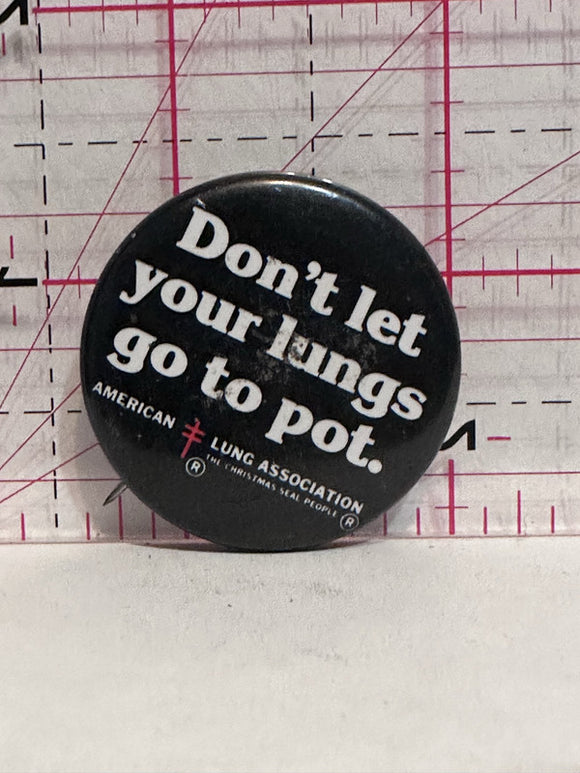 Don't let
your lungs
go to pot.
AMERICAN LUNG ASSOCIATION
® THE CHRISTMAS SEAL PEOPLE ®